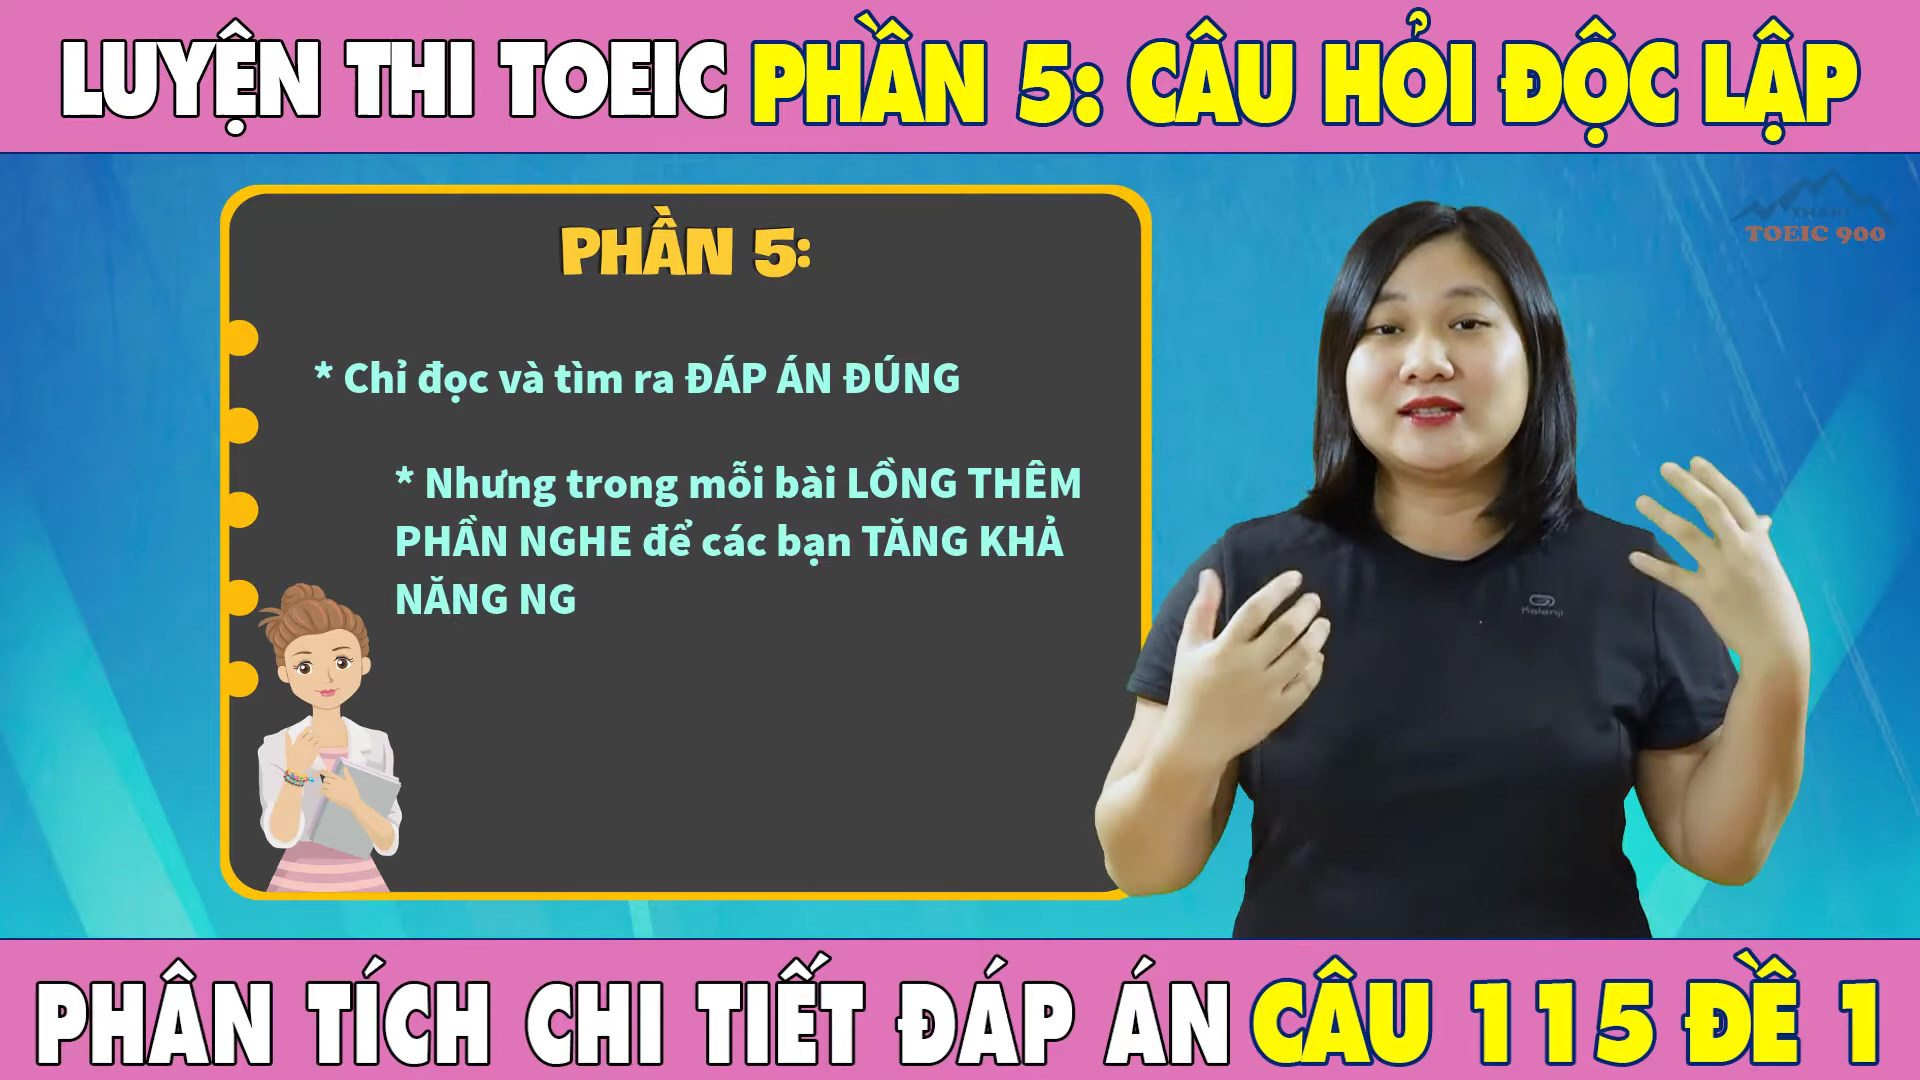 LUYỆN THI TOEIC PHẦN 5: CÂU HỎI ĐỘC LẬP
TOEIC 900
PHẦN 5:
* Chỉ đọc và tìm ra ĐÁP ÁN ĐÚNG
* Nhưng trong mỗi bài LỒNG THÊM
PHẦN NGHE để các bạn TĂNG KHẢ
NĂNG NG
kalenji
PHÂN TÍCH CHI TIẾT ĐÁP ÁN CÂU 115 ĐỀ 1